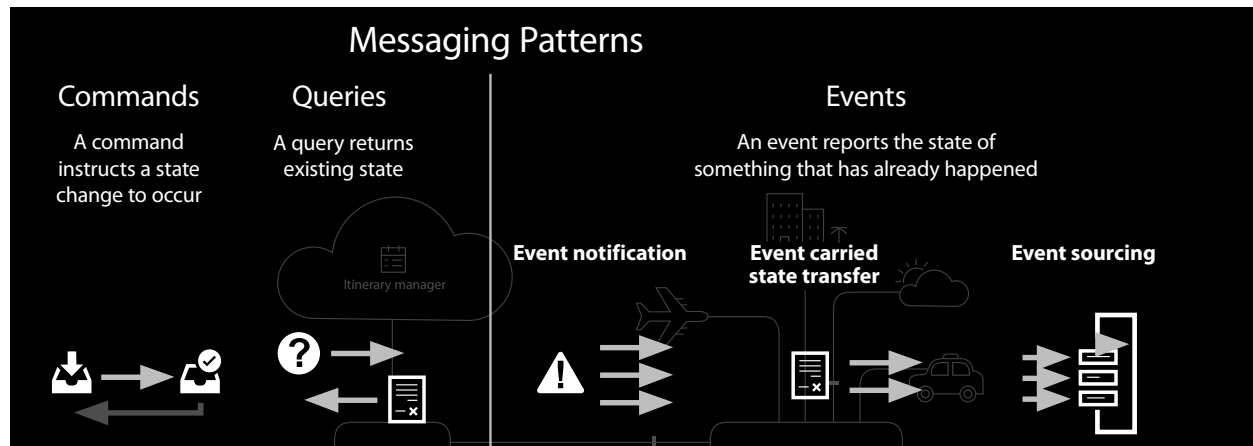 Messaging Patterns
Commands
A command
instructs a state
change to occur
Queries
A query returns
existing state
Events
An event reports the state of
something that has already happened
Itinerary manager
Event notification
Event carried
state transfer
Event sourcing